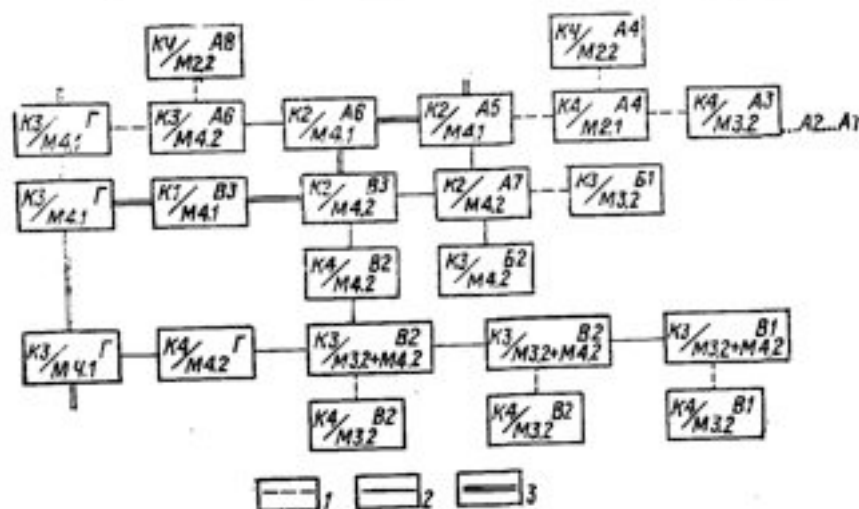 К4/М2.2 А8 К4/М2.2 А4
К3/М4.1 Г К3/М4.2 А6 К2/М4.1 А6 К2/М4.1 А5 К4/М2.1 А4 К4/М3.2 А3 ...А2...А1
К3/М4.1 Г К1/М4.1 В3 К2/М4.2 В3 К2/М4.2 А7 К3/М3.2 Б1
К4/М4.2 В2 К3/М4.2 Б2
К3/М4.1 Г К4/М4.2 Г К3/М3.2+М4.2 В2 К3/М3.2+М4.2 В2 К3/М3.2+М4.2 В1
К4/М3.2 В2 К4/М3.2 В2 К4/М3.2 В1
1 2 3